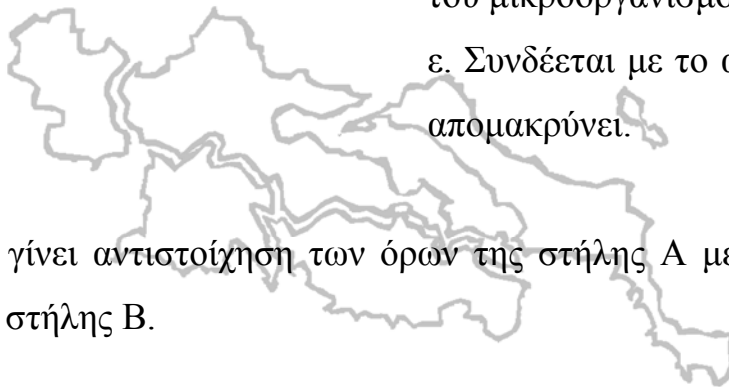 του μικροοργανισμο
ε. Συνδέεται με το
απομακρύνει.
γίνει αντιστοίχηση των όρων της στήλης Α με
στήλης Β.